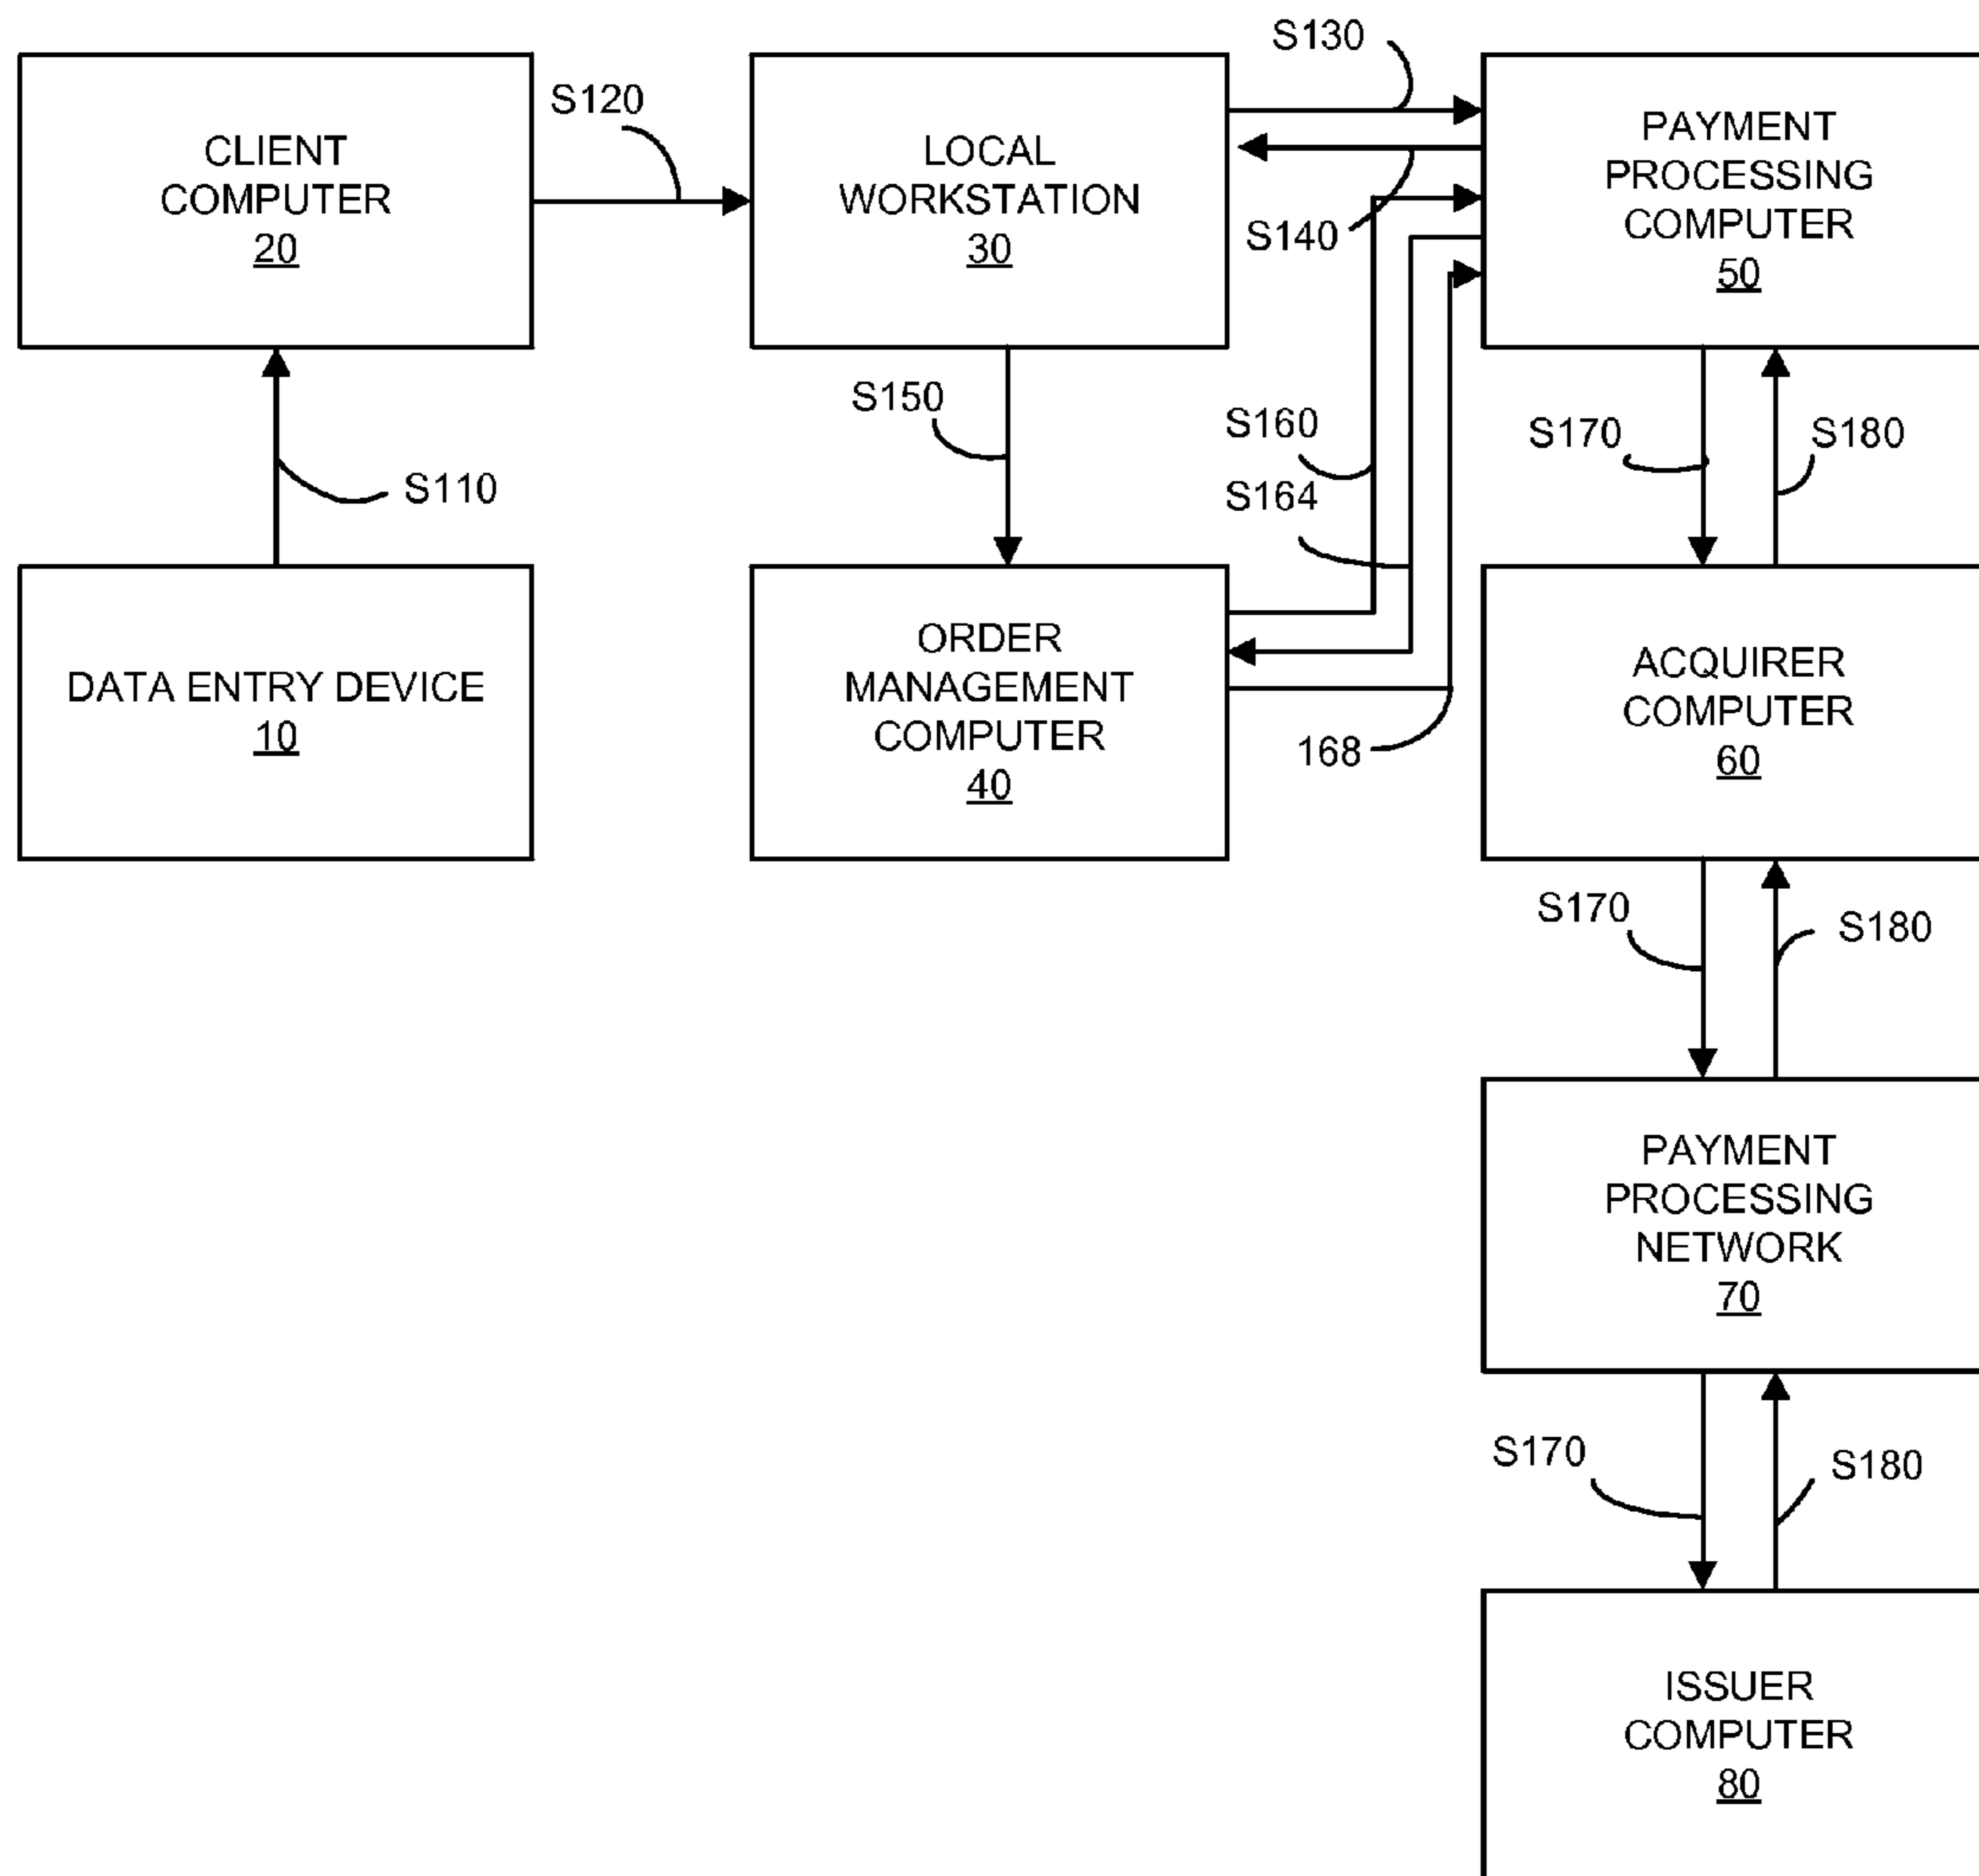 S130
CLIENT
COMPUTER
20
S120
LOCAL
WORKSTATION
30
PAYMENT
PROCESSING
COMPUTER
50
S140
S110
S150
S160
S164
S170
S180
DATA ENTRY DEVICE
10
ORDER
MANAGEMENT
COMPUTER
40
168
ACQUIRER
COMPUTER
60
S170
S180
PAYMENT
PROCESSING
NETWORK
70
S170
S180
ISSUER
COMPUTER
80